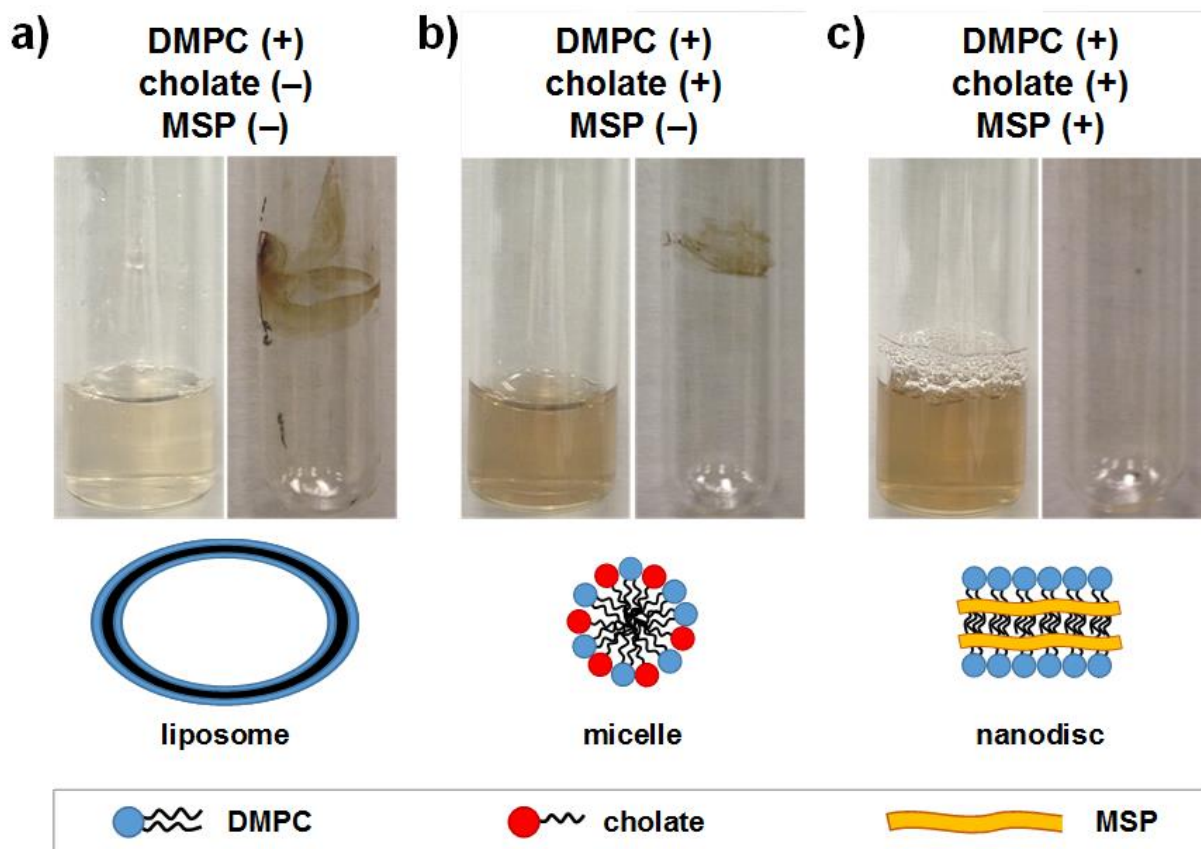 a)
DMPC (+)
cholate (–)
MSP (–)
b)
DMPC (+)
cholate (+)
MSP (–)
c)
DMPC (+)
cholate (+)
MSP (+)
liposome
micelle
nanodisc
DMPC
cholate
MSP